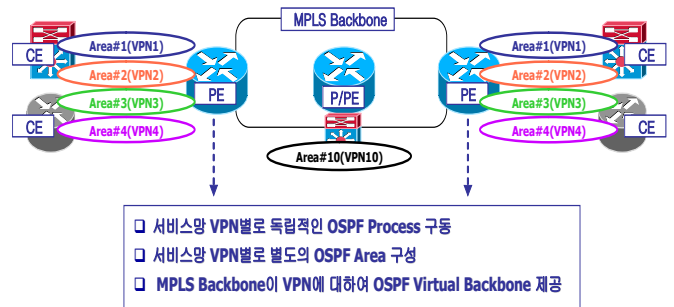 MPLS Backbone
Area#1(VPN1)
CE
Area#2(VPN2)
Area#3(VPN3)
CE
Area#4(VPN4)
PE
P/PE
Area#10(VPN10)
PE
Area#1(VPN1)
CE
Area#2(VPN2)
Area#3(VPN3)
CE
Area#4(VPN4)
❑ 서비스망 VPN별로 독립적인 OSPF Process 구동
❑ 서비스망 VPN별로 별도의 OSPF Area 구성
❑ MPLS Backbone이 VPN에 대하여 OSPF Virtual Backbone 제공